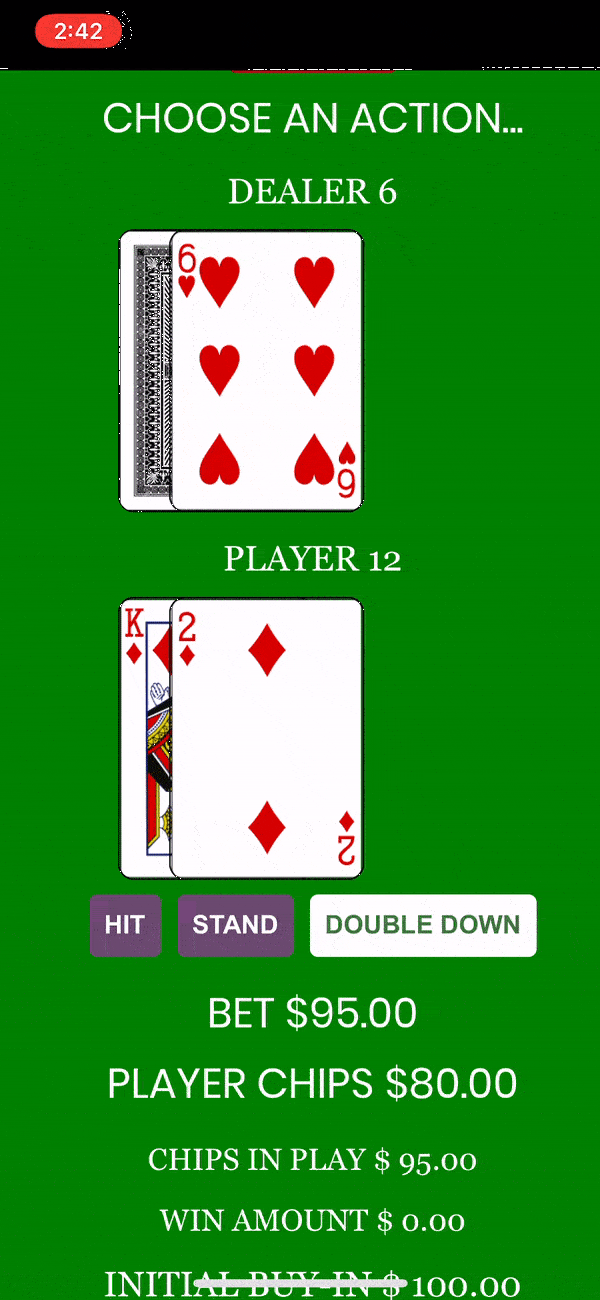 2:42
CHOOSE AN ACTION...
DEALER 6
6
6
PLAYER 12
K 2
2
HIT STAND DOUBLE DOWN
BET $95.00
PLAYER CHIPS $80.00
CHIPS IN PLAY $ 95.00
WIN AMOUNT $ 0.00
INITIAL BUY-IN $ 100.00